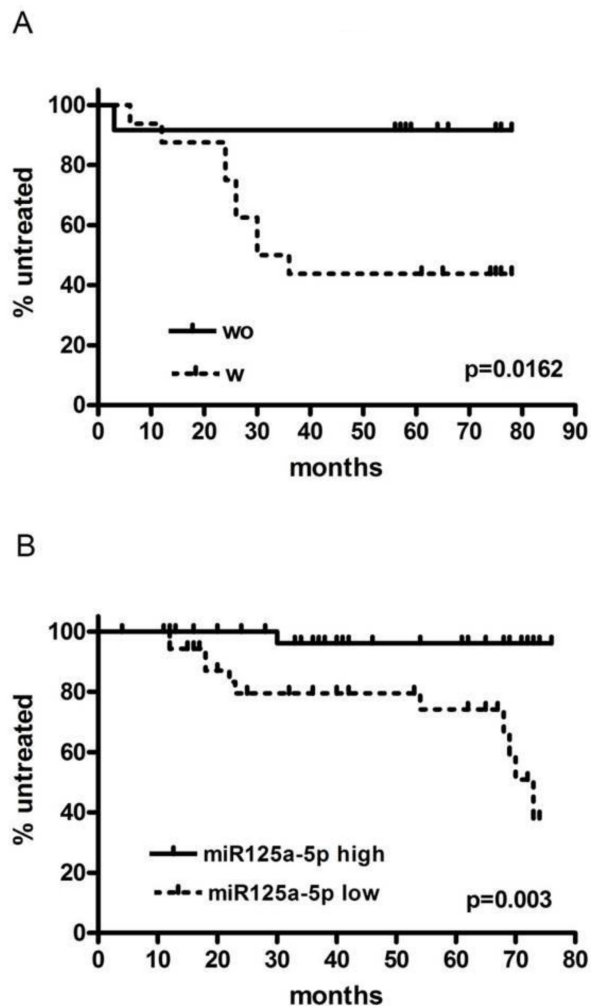 A
100
80
60
40
20
0
% untreated
wo
w
p=0.0162
0 10 20 30 40 50 60 70 80 90
months
B
100
80
60
40
20
0
% untreated
miR125a-5p high
miR125a-5p low
p=0.003
0 10 20 30 40 50 60 70 80
months